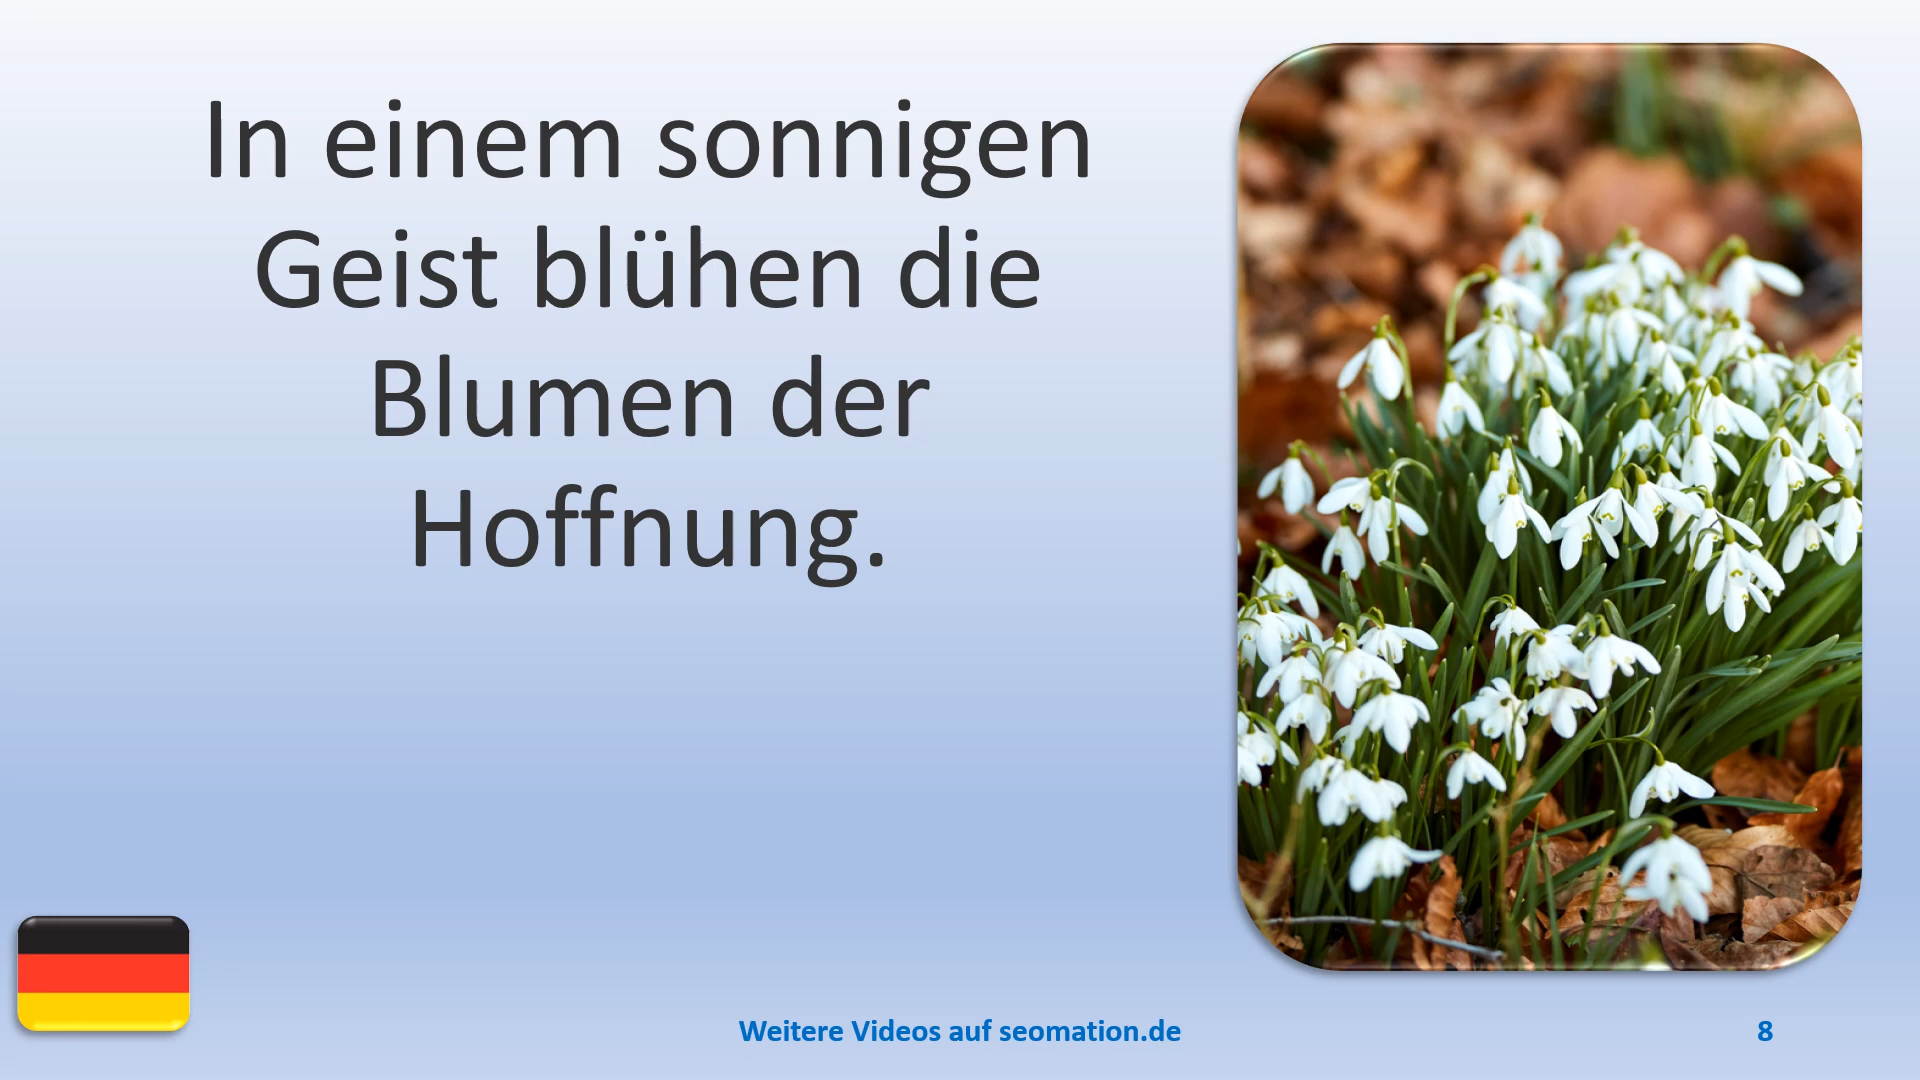 In einem sonnigen
Geist blühen die
Blumen der
Hoffnung.
Weitere Videos auf seomation.de
8